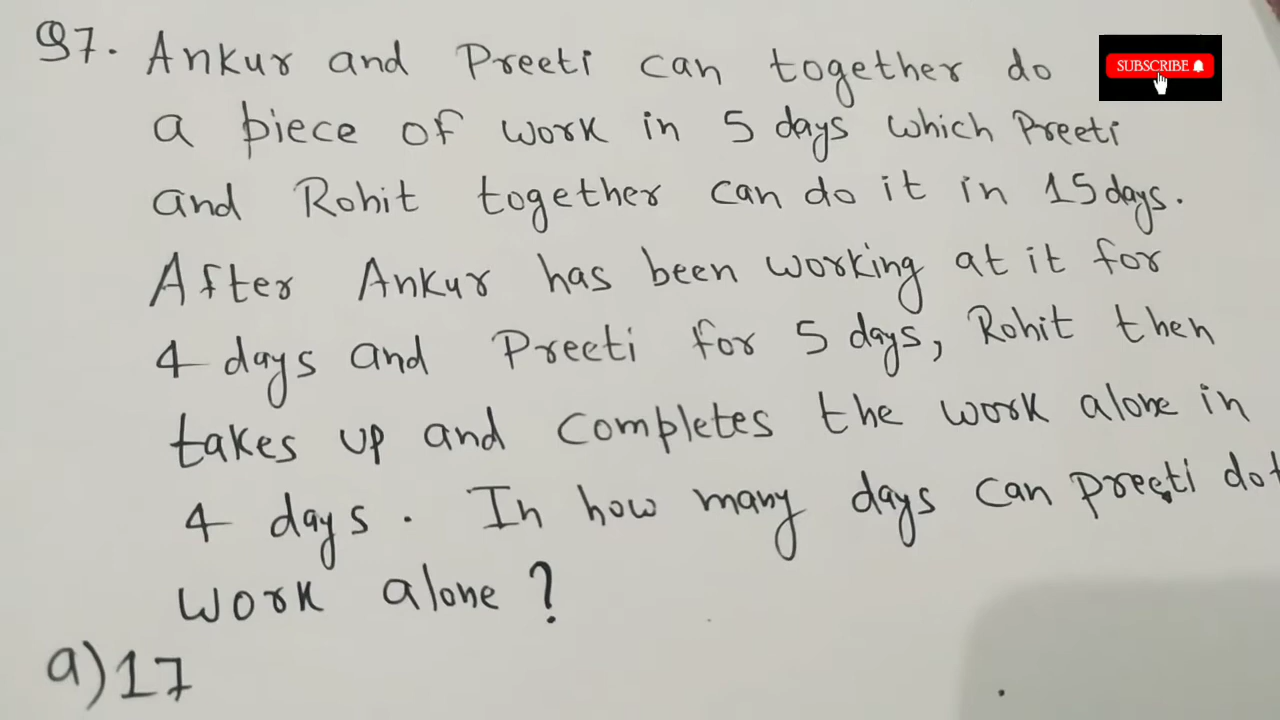 Q7. Ankur and Preeti can together do
SUBSCRIBE
a piece of work in 5 days which Preeti
and Rohit together can do it in 15 days.
After Ankur has been working at it for
4 days and Preeti for 5 days, Rohit then
takes up and completes the work alone in
4 days. In how many days can preeti do
work alone?
a) 17